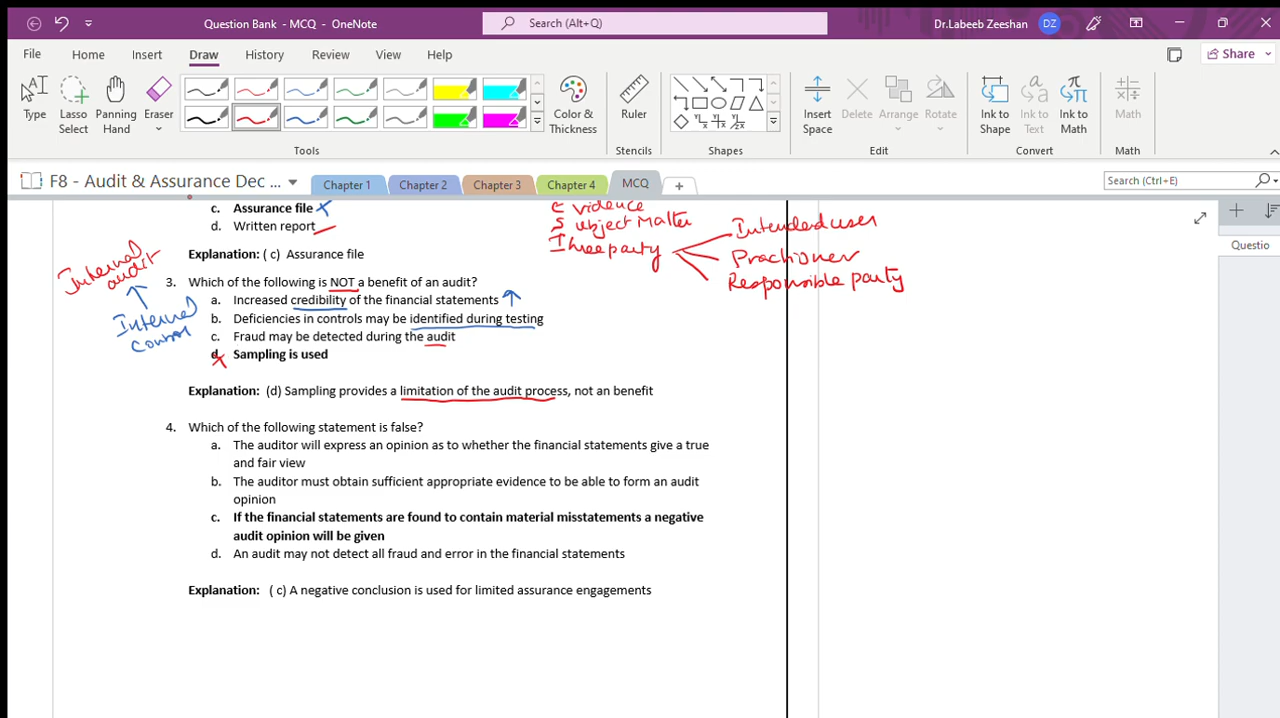 Question Bank - MCQ - OneNote
Search (Alt+Q)
Dr.Labeeb Zeeshan
DZ
File
Home
Insert
Draw
History
Review
View
Help
Share
Type
Lasso
Select
Panning
Hand
Eraser
Color &
Thickness
Ruler
Insert
Space
Delete
Arrange
Rotate
Ink to
Shape
Ink to
Text
Ink to
Math
Math
Tools
Stencils
Shapes
Edit
Convert
Math
F8 - Audit & Assurance Dec ...
Chapter 1
Chapter 2
Chapter 3
Chapter 4
MCQ
Search (Ctrl+E)
Questio
c. Assurance file
d. Written report
Evidence
Subject Matter
Three party
Intended user
Practioner
Responsible party
Explanation: ( c) Assurance file
Internal
audit
Internal
control
3. Which of the following is NOT a benefit of an audit?
a. Increased credibility of the financial statements
b. Deficiencies in controls may be identified during testing
c. Fraud may be detected during the audit
d. Sampling is used
Explanation: (d) Sampling provides a limitation of the audit process, not an benefit
4. Which of the following statement is false?
a. The auditor will express an opinion as to whether the financial statements give a true
and fair view
b. The auditor must obtain sufficient appropriate evidence to be able to form an audit
opinion
c. If the financial statements are found to contain material misstatements a negative
audit opinion will be given
d. An audit may not detect all fraud and error in the financial statements
Explanation: ( c) A negative conclusion is used for limited assurance engagements